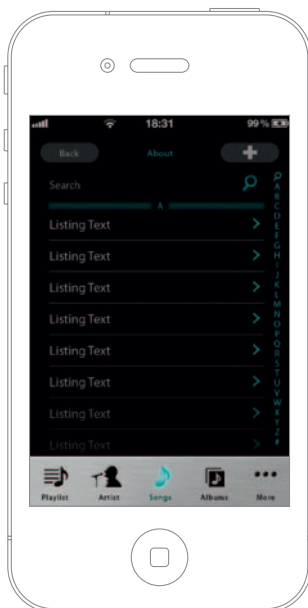 18:31 99%
Back About
Search
A
Listing Text
Listing Text
Listing Text
Listing Text
Listing Text
Listing Text
Listing Text
Listing Text
A
B
C
D
E
F
G
H
I
J
K
L
M
N
O
P
Q
R
S
T
U
V
W
X
Y
Z
#
Playlist Artist Songs Albums More